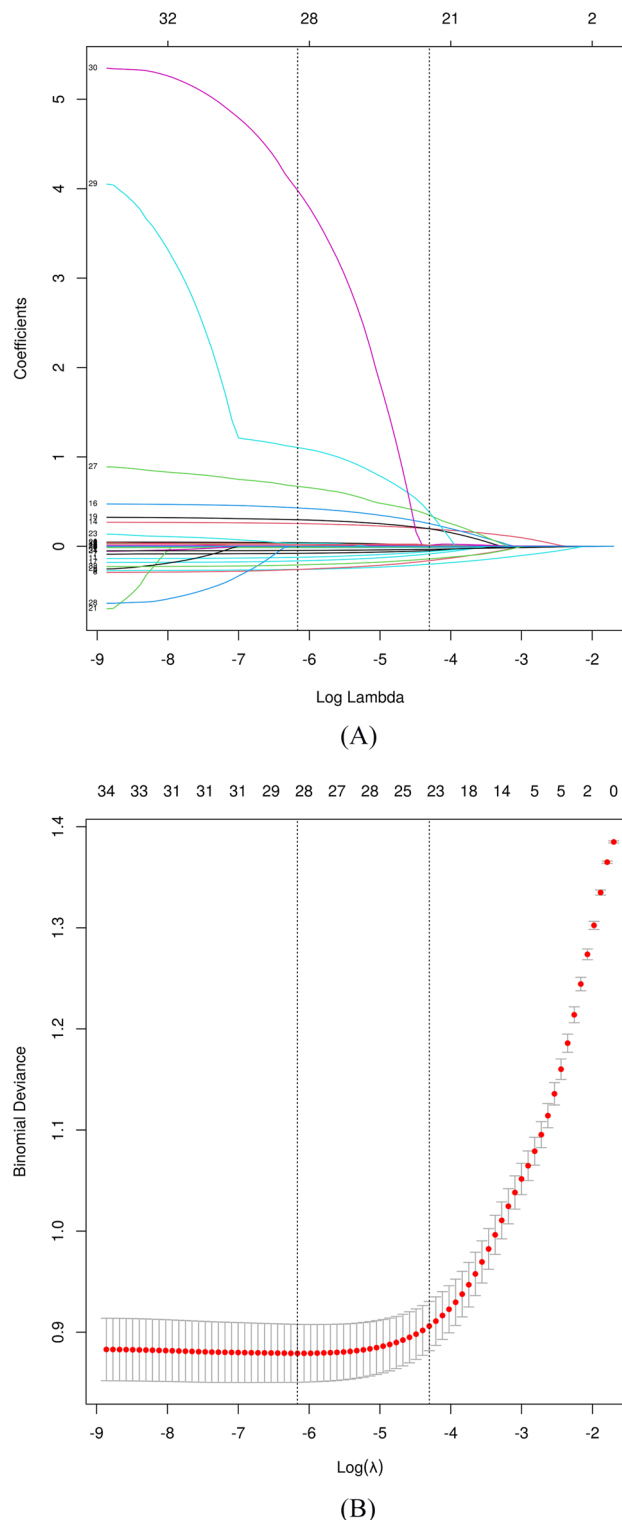 32 28 21 2
30
29
27
16
19
14
23
28
21
5
4
3
2
1
0
Coefficients
-9 -8 -7 -6 -5 -4 -3 -2
Log Lambda
(A)
34 33 31 31 31 29 28 27 28 25 23 18 14 5 5 2 0
1.4
1.3
1.2
1.1
1.0
0.9
Binomial Deviance
-9 -8 -7 -6 -5 -4 -3 -2
Log(λ)
(B)